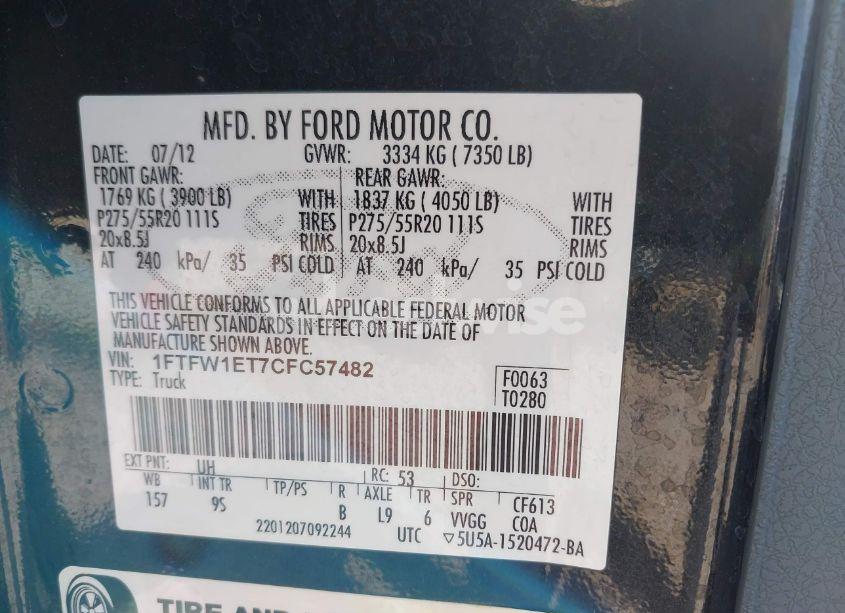 MFD. BY FORD MOTOR CO.
DATE: 07/12 GVWR: 3334 KG ( 7350 LB)
FRONT GAWR: REAR GAWR:
1769 KG ( 3900 LB) WITH 1837 KG ( 4050 LB) WITH
P275/55R20 111S TIRES P275/55R20 111S TIRES
20x8.5J RIMS 20x8.5J RIMS
AT 240 kPa/ 35 PSI COLD AT 240 kPa/ 35 PSI COLD
THIS VEHICLE CONFORMS TO ALL APPLICABLE FEDERAL MOTOR
VEHICLE SAFETY STANDARDS IN EFFECT ON THE DATE OF
MANUFACTURE SHOWN ABOVE.
VIN: 1FTFW1ET7CFC57482
TYPE: Truck
F0063
T0280
EXT PNT: UH RC: 53 DSO:
WB INT TR TP/PS R AXLE TR SPR CF613
157 9S B L9 6 VVGG COA
2201207092244 UTC ▽5U5A-1520472-BA
TIRE AND